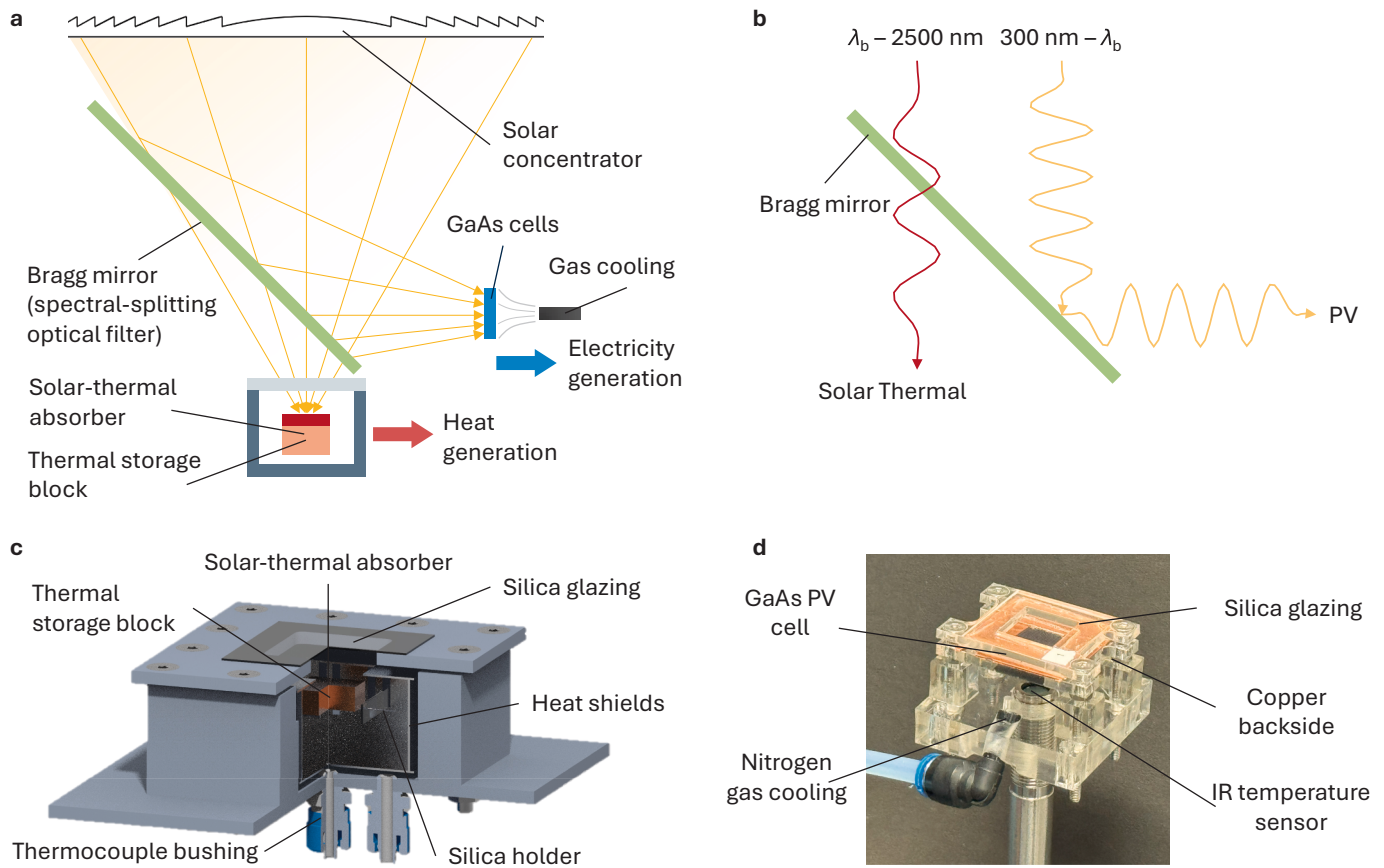 a
Solar
concentrator
GaAs cells
Gas cooling
Bragg mirror
(spectral-splitting
optical filter)
Electricity
generation
Solar-thermal
absorber
Heat
generation
Thermal storage
block
b
λb – 2500 nm
300 nm – λb
Bragg mirror
PV
Solar Thermal
c
Solar-thermal absorber
Thermal
storage block
Silica glazing
Heat shields
Thermocouple bushing
Silica holder
d
GaAs PV
cell
Silica glazing
Copper
backside
Nitrogen
gas cooling
IR temperature
sensor